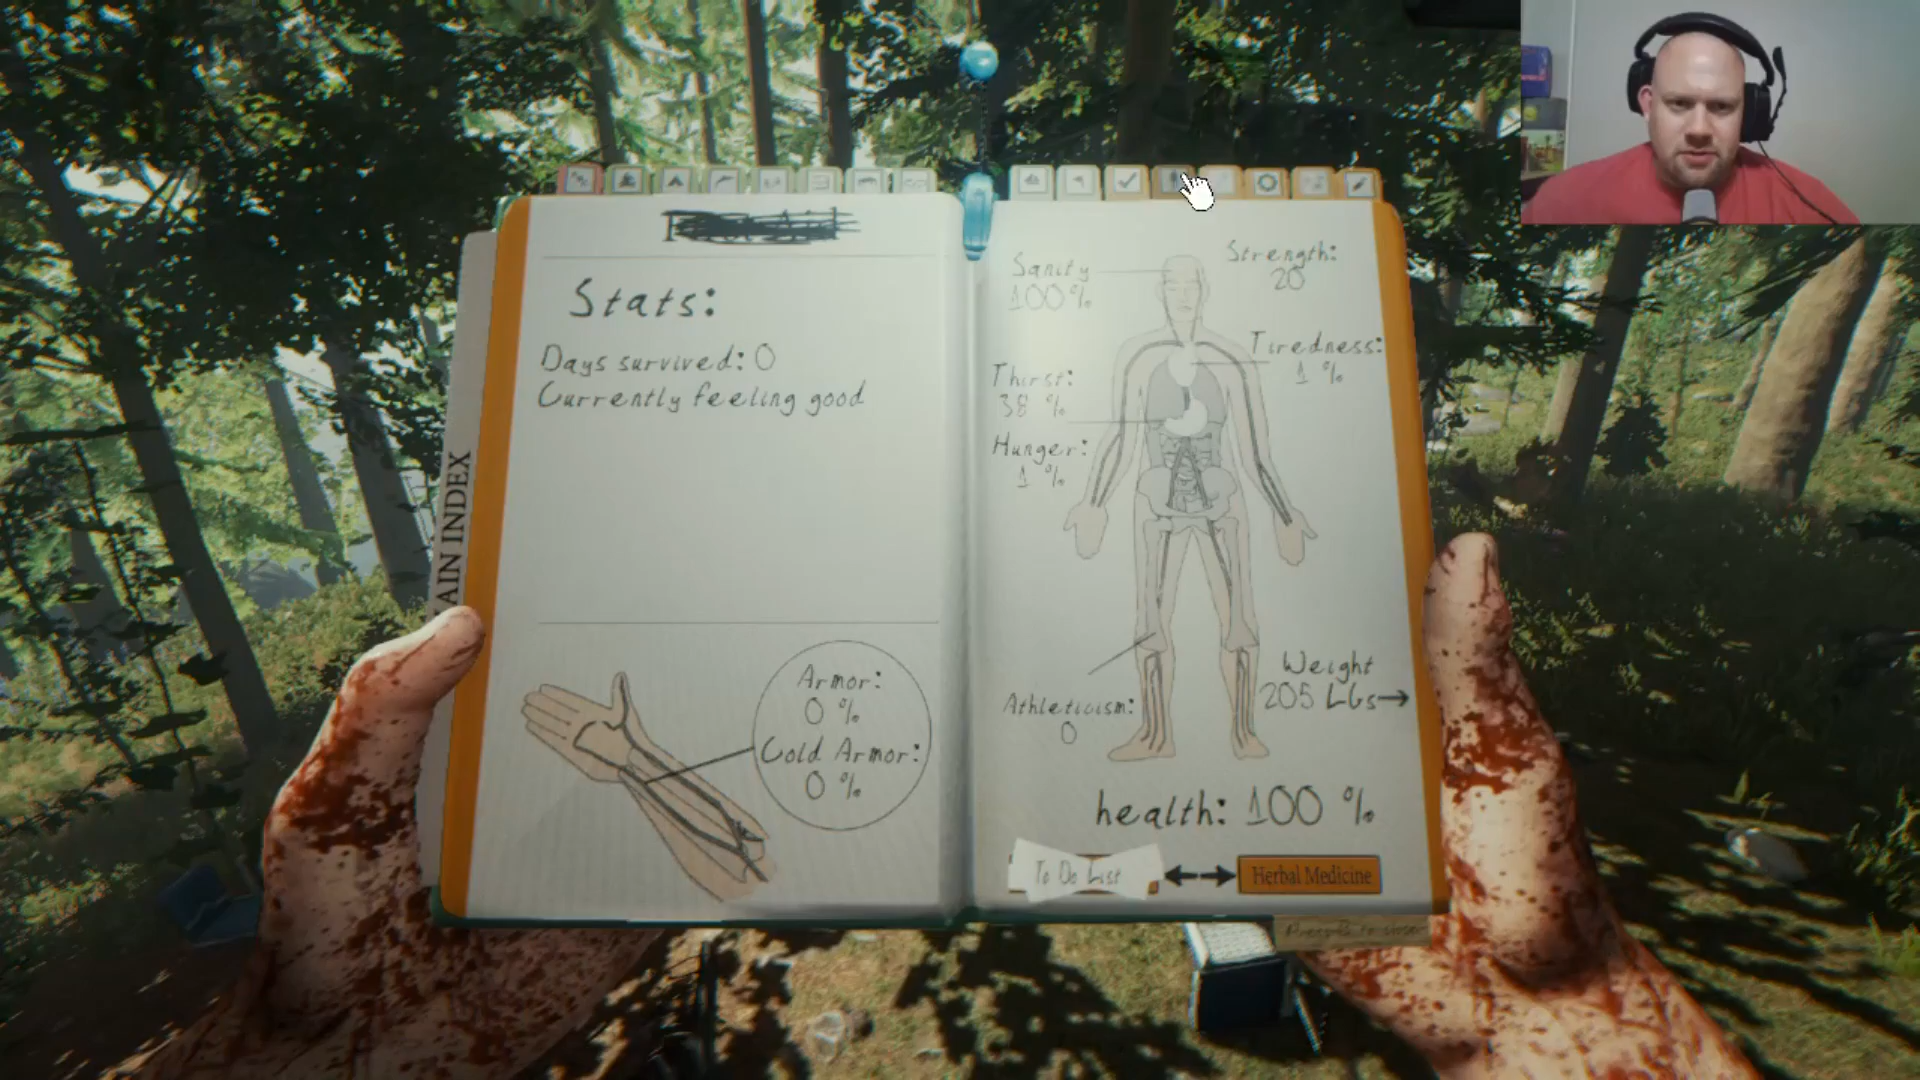 MAIN INDEX
Stats:
Days survived: 0
Currently feeling good
Armor:
0 %
Cold Armor:
0 %
Sanity
100 %
Strength:
20
Tiredness:
1 %
Thirst:
38 %
Hunger:
1 %
Athleticism:
0
Weight
205 Lbs
health: 100 %
To Do List
Herbal Medicine